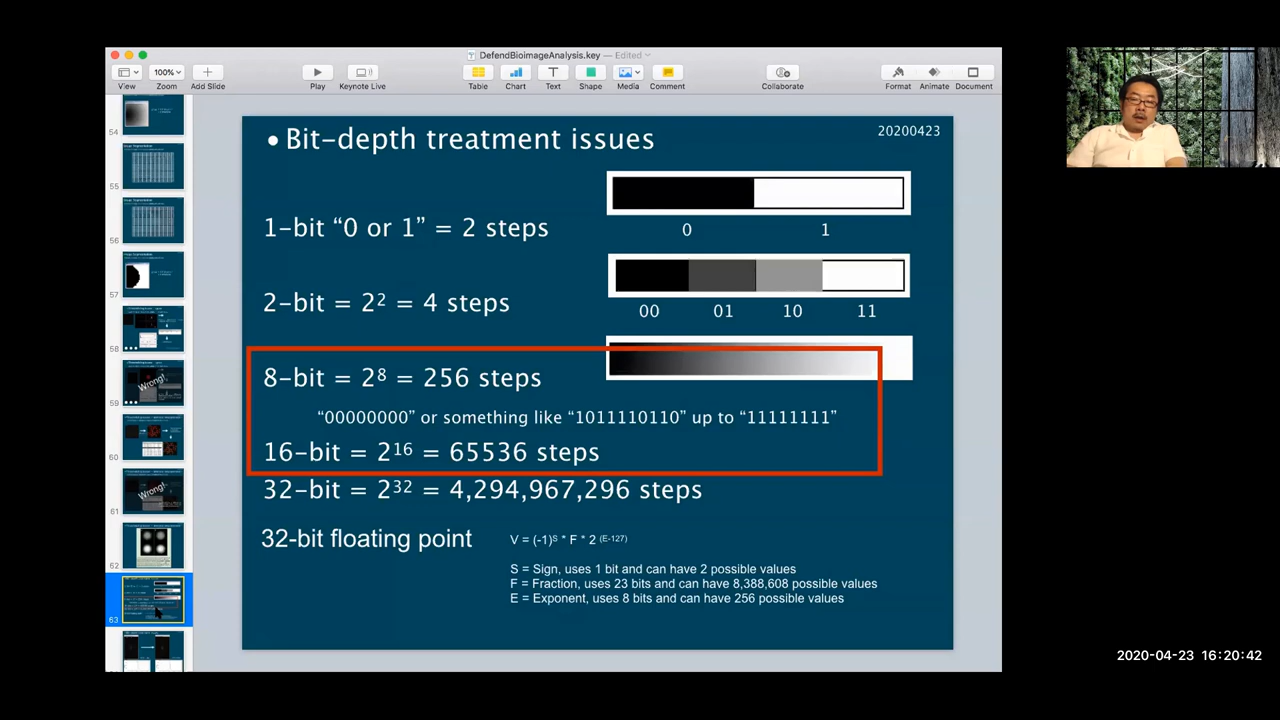 DefendBioimageAnalysis.key — Edited
100%
View
Zoom
Add Slide
Play
Keynote Live
Table
Chart
Text
Shape
Media
Comment
Collaborate
Format
Animate
Document
• Bit-depth treatment issues
20200423
1-bit “0 or 1” = 2 steps
0 1
2-bit = 2² = 4 steps
00 01 10 11
8-bit = 2⁸ = 256 steps
“00000000” or something like “1011110110” up to “11111111”
16-bit = 2¹⁶ = 65536 steps
32-bit = 2³² = 4,294,967,296 steps
32-bit floating point
V = (-1)ˢ * F * 2 (E-127)
S = Sign, uses 1 bit and can have 2 possible values
F = Fraction, uses 23 bits and can have 8,388,608 possible values
E = Exponent, uses 8 bits and can have 256 possible values
54
55
56
57
58
59
Wrong!
60
61
Wrong!
62
63
2020-04-23 16:20:42